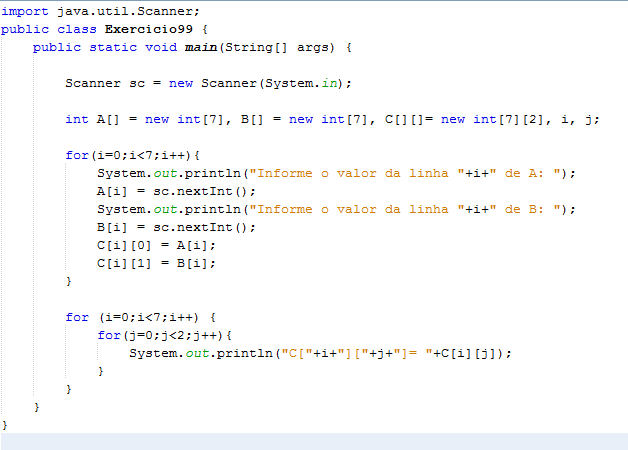 import java.util.Scanner;
public class Exercicio99 {
    public static void main(String[] args) {
        Scanner sc = new Scanner(System.in);
        int A[] = new int[7], B[] = new int[7], C[][]= new int[7][2], i, j;
        for(i=0;i<7;i++){
            System.out.println("Informe o valor da linha "+i+" de A: ");
            A[i] = sc.nextInt();
            System.out.println("Informe o valor da linha "+i+" de B: ");
            B[i] = sc.nextInt();
            C[i][0] = A[i];
            C[i][1] = B[i];
        }
        for (i=0;i<7;i++) {
            for(j=0;j<2;j++){
                System.out.println("C["+i+"]["+j+"]= "+C[i][j]);
            }
        }
    }
}